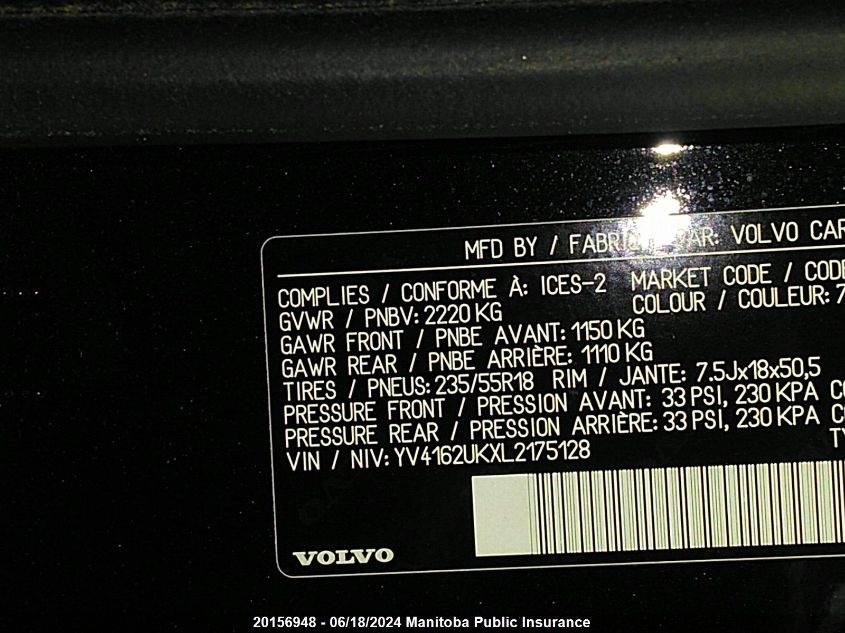 MFD BY / FABRIQUÉ PAR: VOLVO CAR
COMPLIES / CONFORME À: ICES-2 MARKET CODE / CODE
GVWR / PNBV: 2220 KG COLOUR / COULEUR: 7
GAWR FRONT / PNBE AVANT: 1150 KG
GAWR REAR / PNBE ARRIÈRE: 1110 KG
TIRES / PNEUS: 235/55R18 RIM / JANTE: 7.5Jx18x50,5
PRESSURE FRONT / PRESSION AVANT: 33 PSI, 230 KPA
PRESSURE REAR / PRESSION ARRIÈRE: 33 PSI, 230 KPA
VIN / NIV: YV4162UKXL2175128
VOLVO
20156948 - 06/18/2024 Manitoba Public Insurance